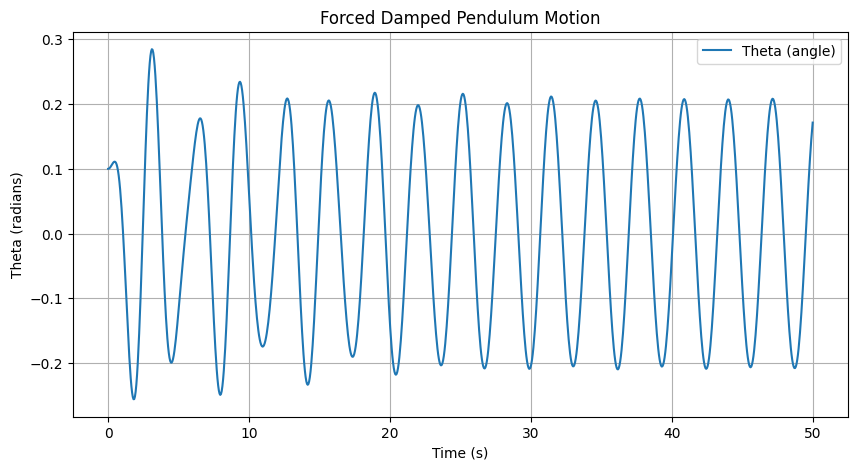 Forced Damped Pendulum Motion
Theta (angle)
0.3
0.2
0.1
0.0
−0.1
−0.2
Theta (radians)
0 10 20 30 40 50
Time (s)